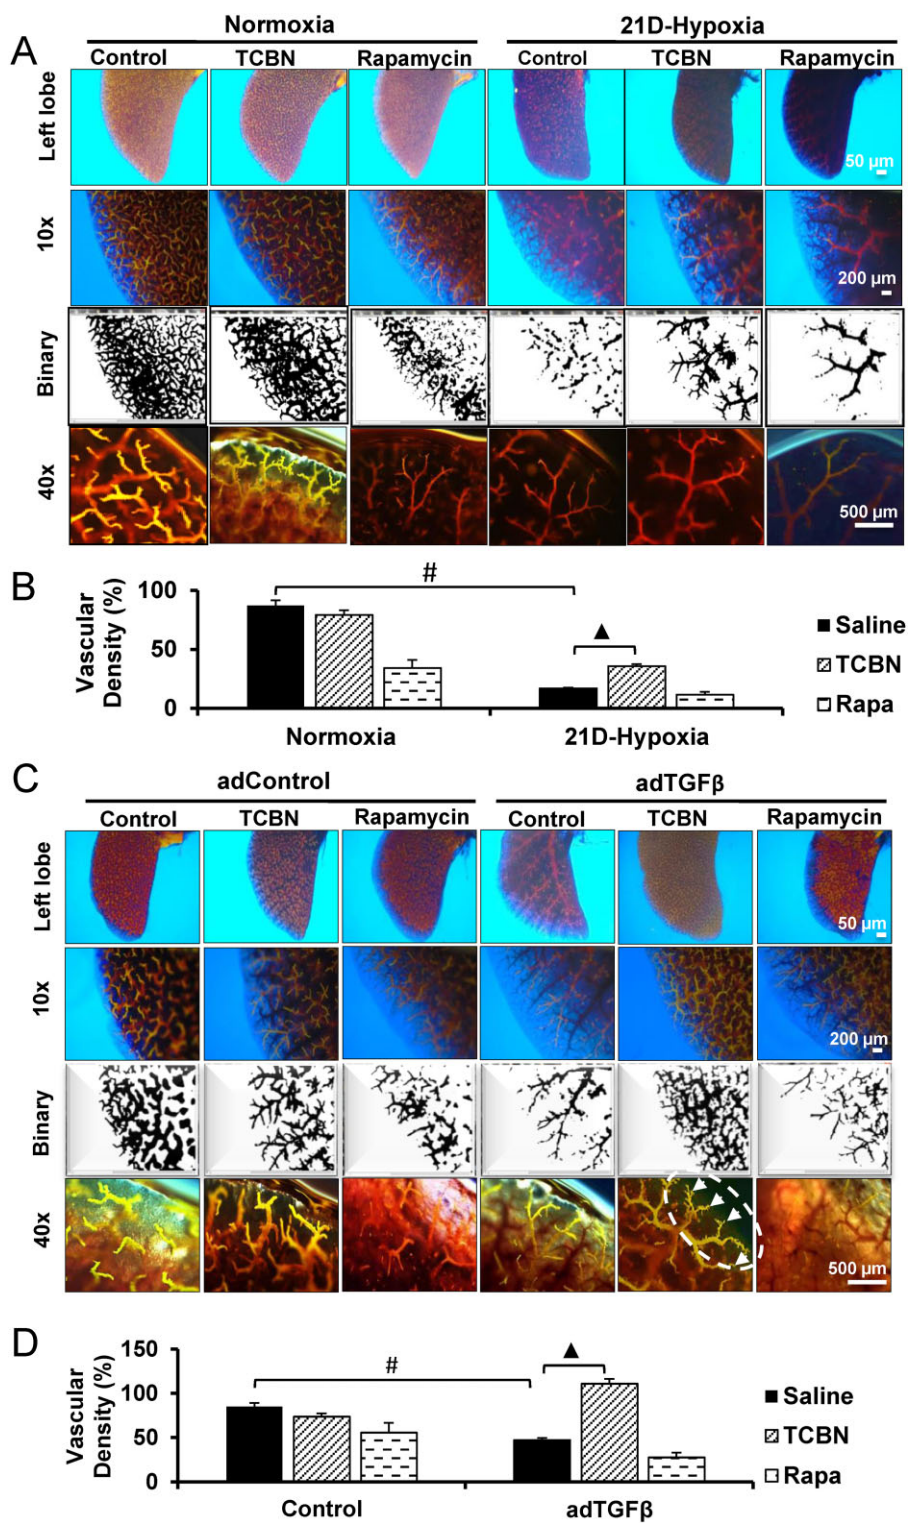 A
Normoxia 21D-Hypoxia
Control TCBN Rapamycin Control TCBN Rapamycin
Left lobe
50 µm
10x
200 µm
Binary
40x
500 µm
B
Vascular
Density (%)
100
50
0
#
▲
Saline
TCBN
Rapa
Normoxia 21D-Hypoxia
C
adControl adTGFβ
Control TCBN Rapamycin Control TCBN Rapamycin
Left lobe
50 µm
10x
200 µm
Binary
40x
500 µm
D
Vascular
Density (%)
150
100
50
0
#
▲
Saline
TCBN
Rapa
Control adTGFβ